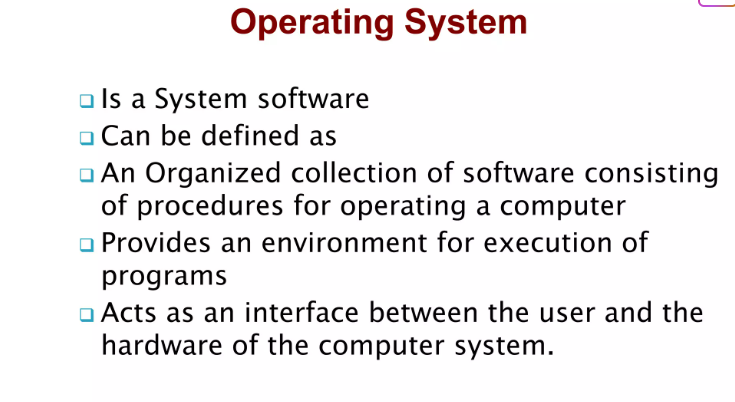 Operating System
Is a System software
Can be defined as
An Organized collection of software consisting
of procedures for operating a computer
Provides an environment for execution of
programs
Acts as an interface between the user and the
hardware of the computer system.